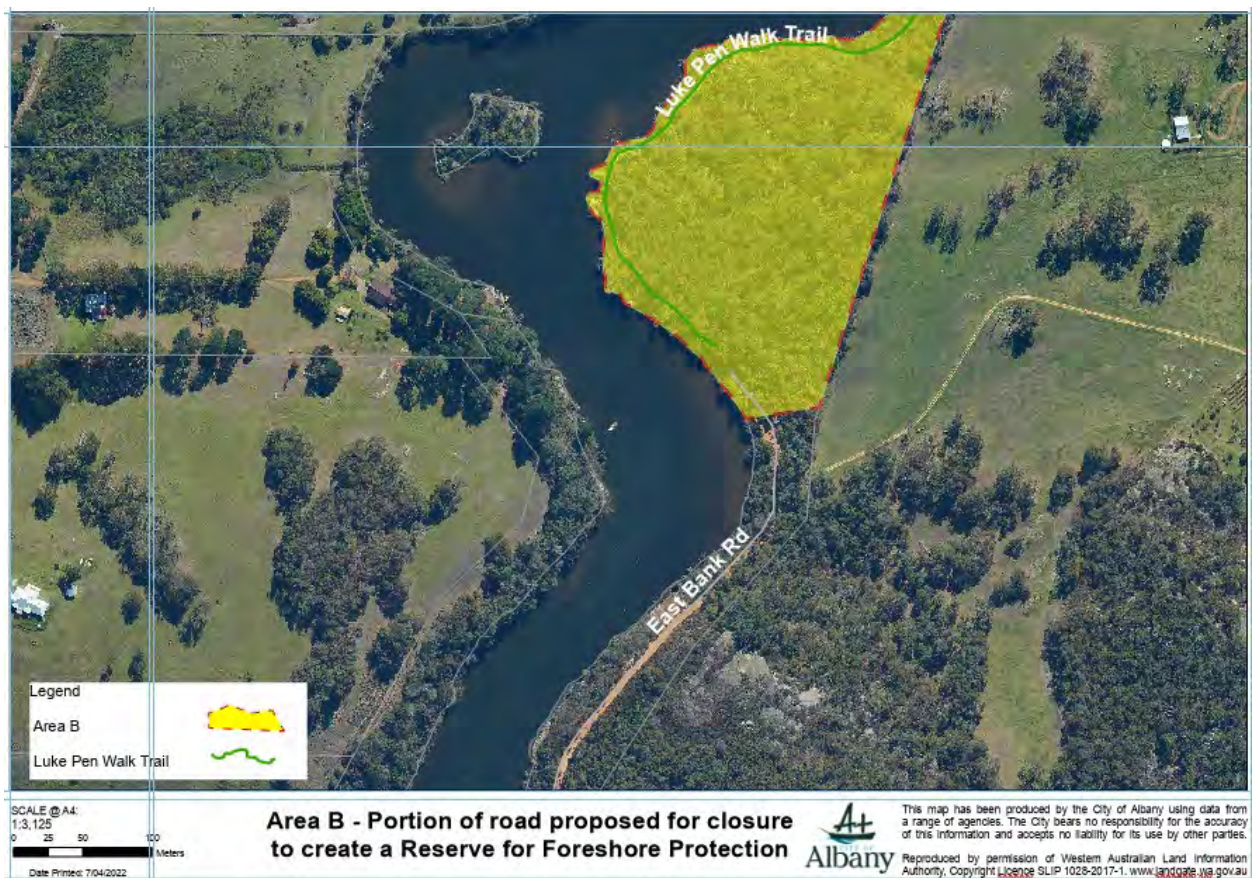 Luke Pen Walk Trail
East Bank Rd
Legend
Area B
Luke Pen Walk Trail
SCALE @ A4:
1:3,125
0 25 50 100
Meters
Date Printed: 7/04/2022
Area B - Portion of road proposed for closure
to create a Reserve for Foreshore Protection
CITY OF
Albany
This map has been produced by the City of Albany using data from
a range of agencies. The City bears no responsibility for the accuracy
of this information and accepts no liability for its use by other parties.
Reproduced by permission of Western Australian Land Information
Authority, Copyright Licence SLIP 1028-2017-1. www.landgate.wa.gov.au